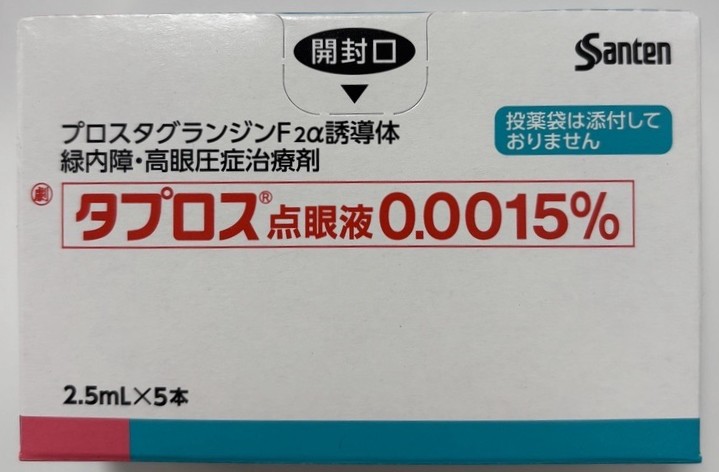 開封口
Santen
プロスタグランジンF2α誘導体
緑内障・高眼圧症治療剤
投薬袋は添付して
おりません
劇
タプロス®点眼液0.0015%
2.5mL×5本